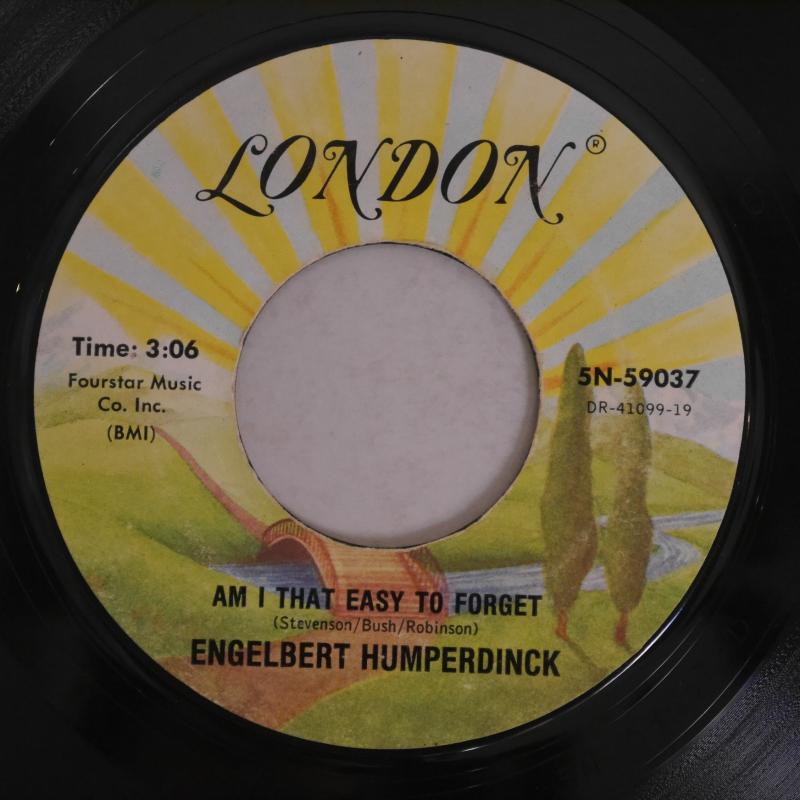 LONDON®
Time: 3:06
Fourstar Music
Co. Inc.
(BMI)
5N-59037
DR-41099-19
AM I THAT EASY TO FORGET
(Stevenson/Bush/Robinson)
ENGELBERT HUMPERDINCK